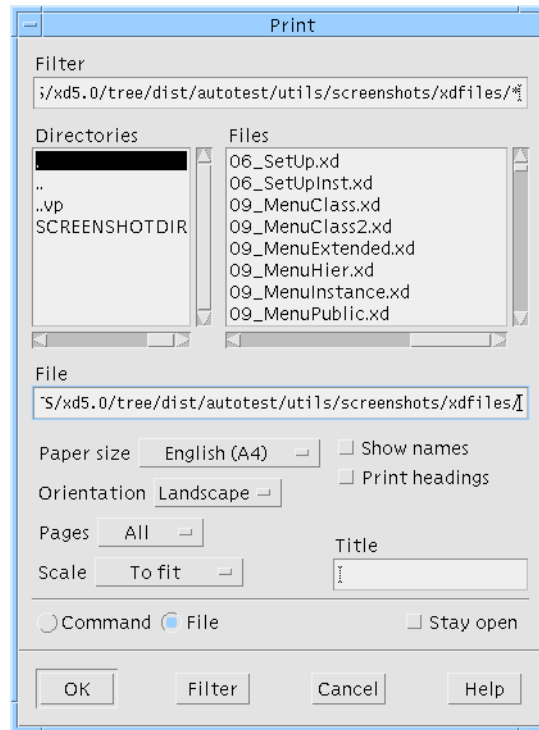 Print
Filter
/xd5.0/tree/dist/autotest/utils/screenshots/xdfiles/*
Directories
Files
.
..
..vp
SCREENSHOTDIR
06_SetUp.xd
06_SetUpInst.xd
09_MenuClass.xd
09_MenuClass2.xd
09_MenuExtended.xd
09_MenuHier.xd
09_MenuInstance.xd
09_MenuPublic.xd
File
S/xd5.0/tree/dist/autotest/utils/screenshots/xdfiles/
Paper size English (A4)
Show names
Orientation Landscape
Print headings
Pages All
Title
Scale To fit
Command File
Stay open
OK Filter Cancel Help